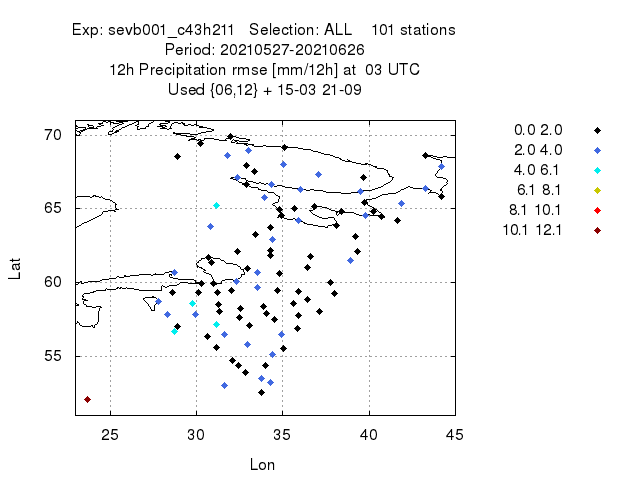 Exp: sevb001_c43h211 Selection: ALL 101 stations
Period: 20210527-20210626
12h Precipitation rmse [mm/12h] at 03 UTC
Used {06,12} + 15-03 21-09
70
65
60
55
Lat
25 30 35 40 45
Lon
0.0 2.0
2.0 4.0
4.0 6.1
6.1 8.1
8.1 10.1
10.1 12.1